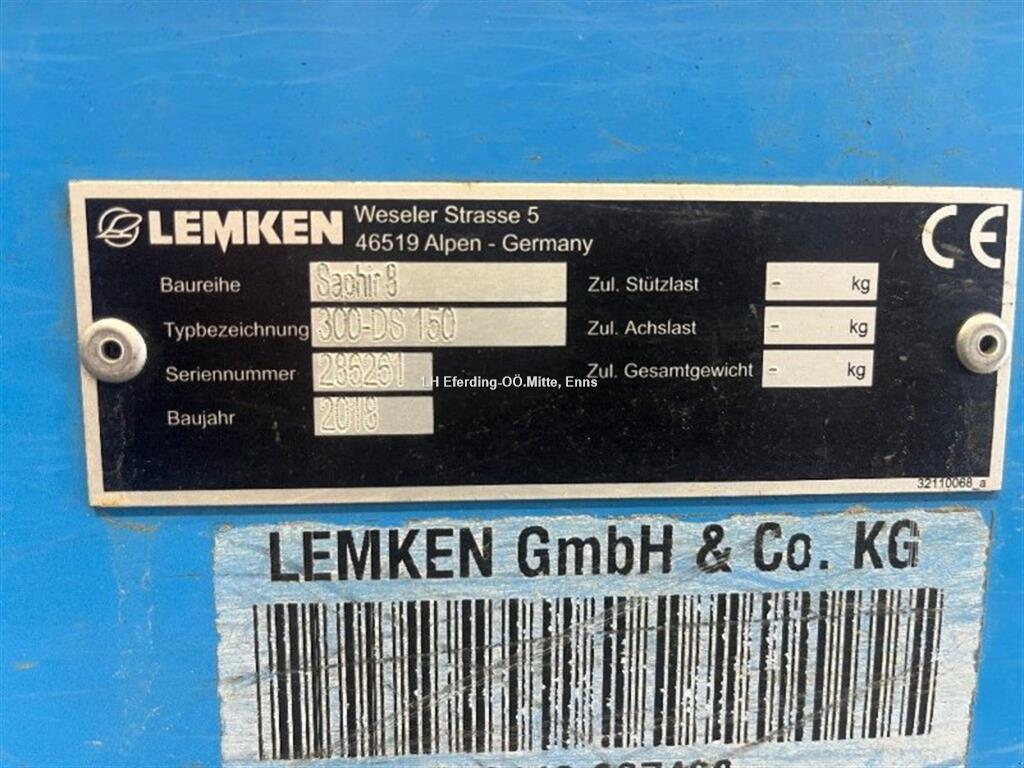 LEMKEN
Weseler Strasse 5
46519 Alpen - Germany
CE
Baureihe Saphir 8 Zul. Stützlast - kg
Typbezeichnung 300-DS 150 Zul. Achslast - kg
Seriennummer 286261 Zul. Gesamtgewicht - kg
LH Eferding-OÖ.Mitte, Enns
Baujahr 2018
32110068_a
LEMKEN GmbH & Co. KG